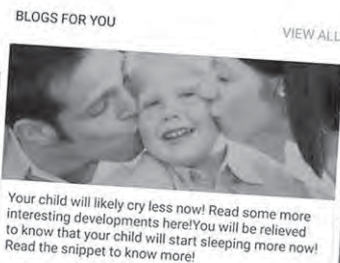 BLOGS FOR YOU
VIEW ALL
Your child will likely cry less now! Read some more
interesting developments here!You will be relieved
to know that your child will start sleeping more now!
Read the snippet to know more!